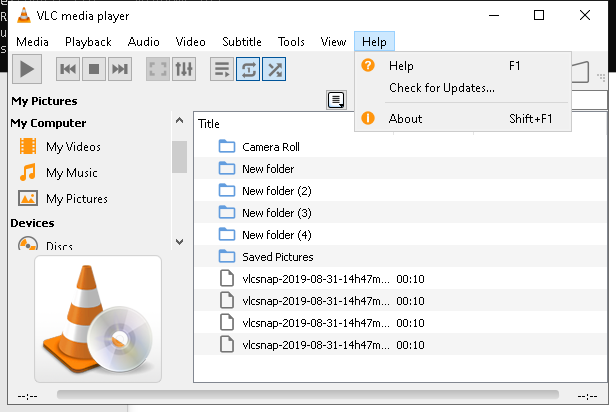 VLC media player
Media Playback Audio Video Subtitle Tools View Help
Help F1
Check for Updates...
About Shift+F1
My Pictures
My Computer
My Videos
My Music
My Pictures
Devices
Discs
Title
Camera Roll
New folder
New folder (2)
New folder (3)
New folder (4)
Saved Pictures
vlcsnap-2019-08-31-14h47m... 00:10
vlcsnap-2019-08-31-14h47m... 00:10
vlcsnap-2019-08-31-14h47m... 00:10
vlcsnap-2019-08-31-14h47m... 00:10
--:-- --:--